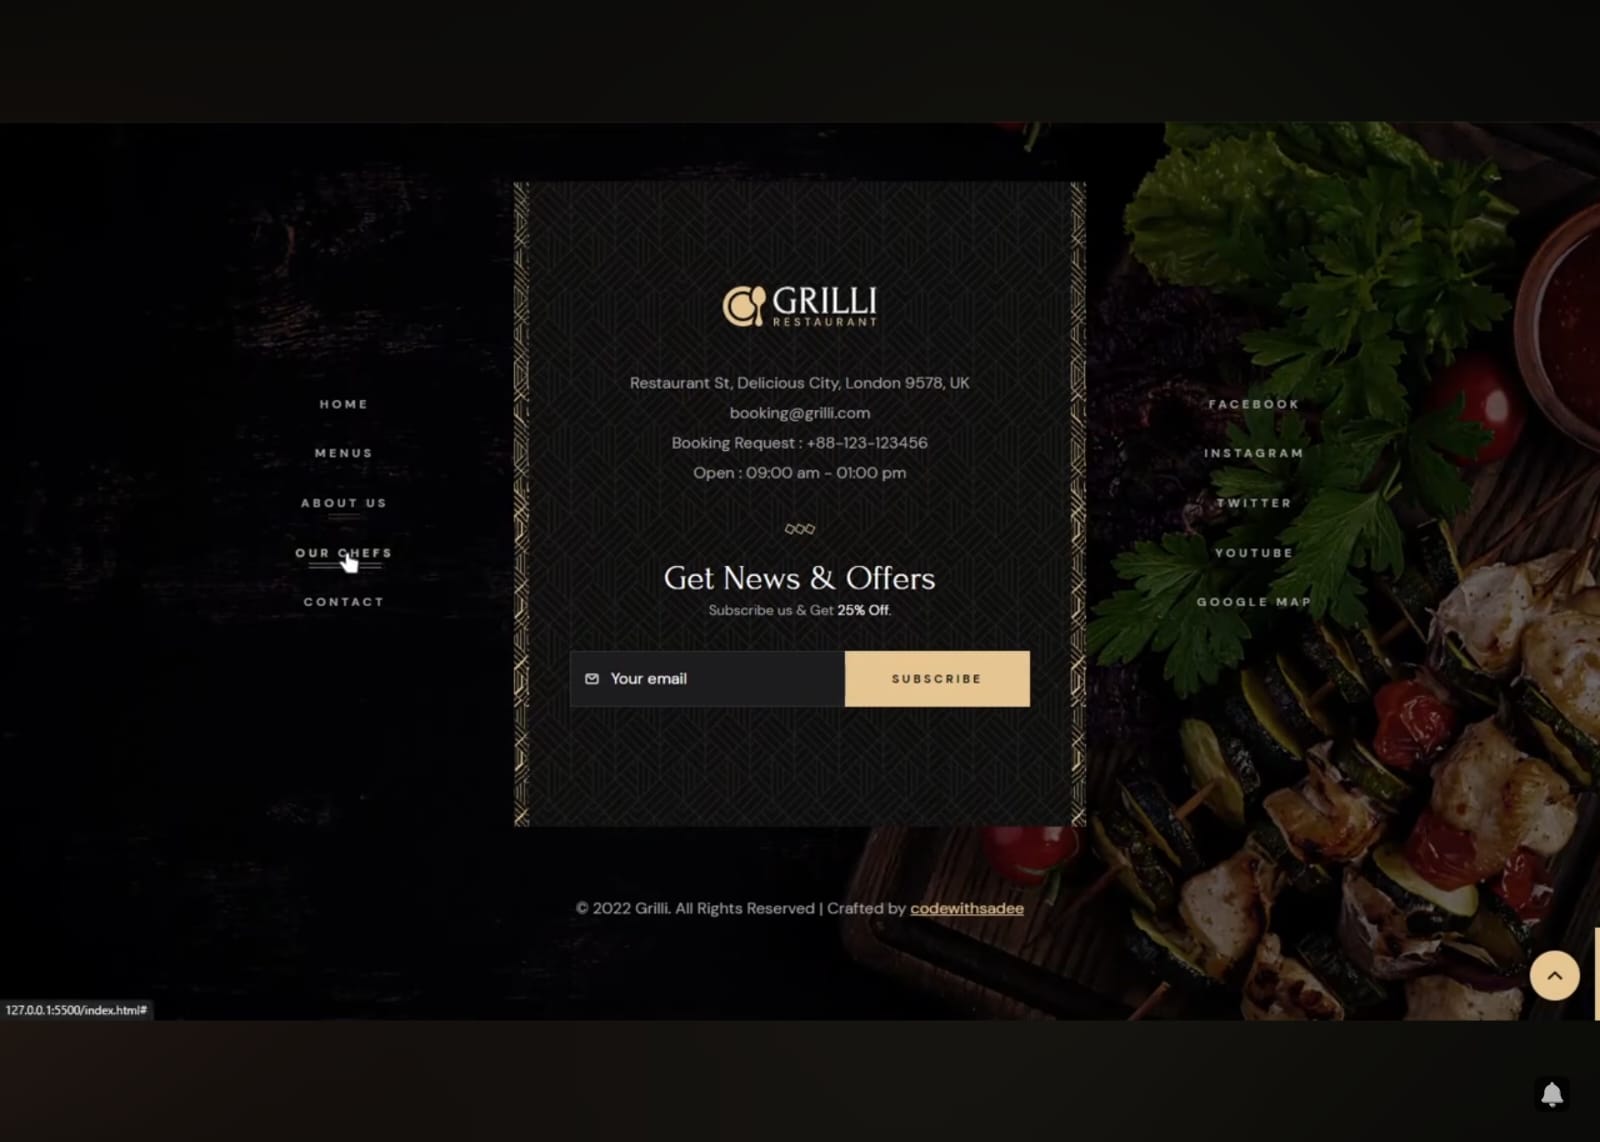 GRILLI
RESTAURANT
Restaurant St, Delicious City, London 9578, UK
booking@grilli.com
Booking Request : +88-123-123456
Open : 09:00 am - 01:00 pm
HOME
MENUS
ABOUT US
OUR CHEFS
CONTACT
Get News & Offers
Subscribe us & Get 25% Off.
Your email
SUBSCRIBE
FACEBOOK
INSTAGRAM
TWITTER
YOUTUBE
GOOGLE MAP
© 2022 Grilli. All Rights Reserved | Crafted by codewithsadee
127.0.0.1:5500/index.html#